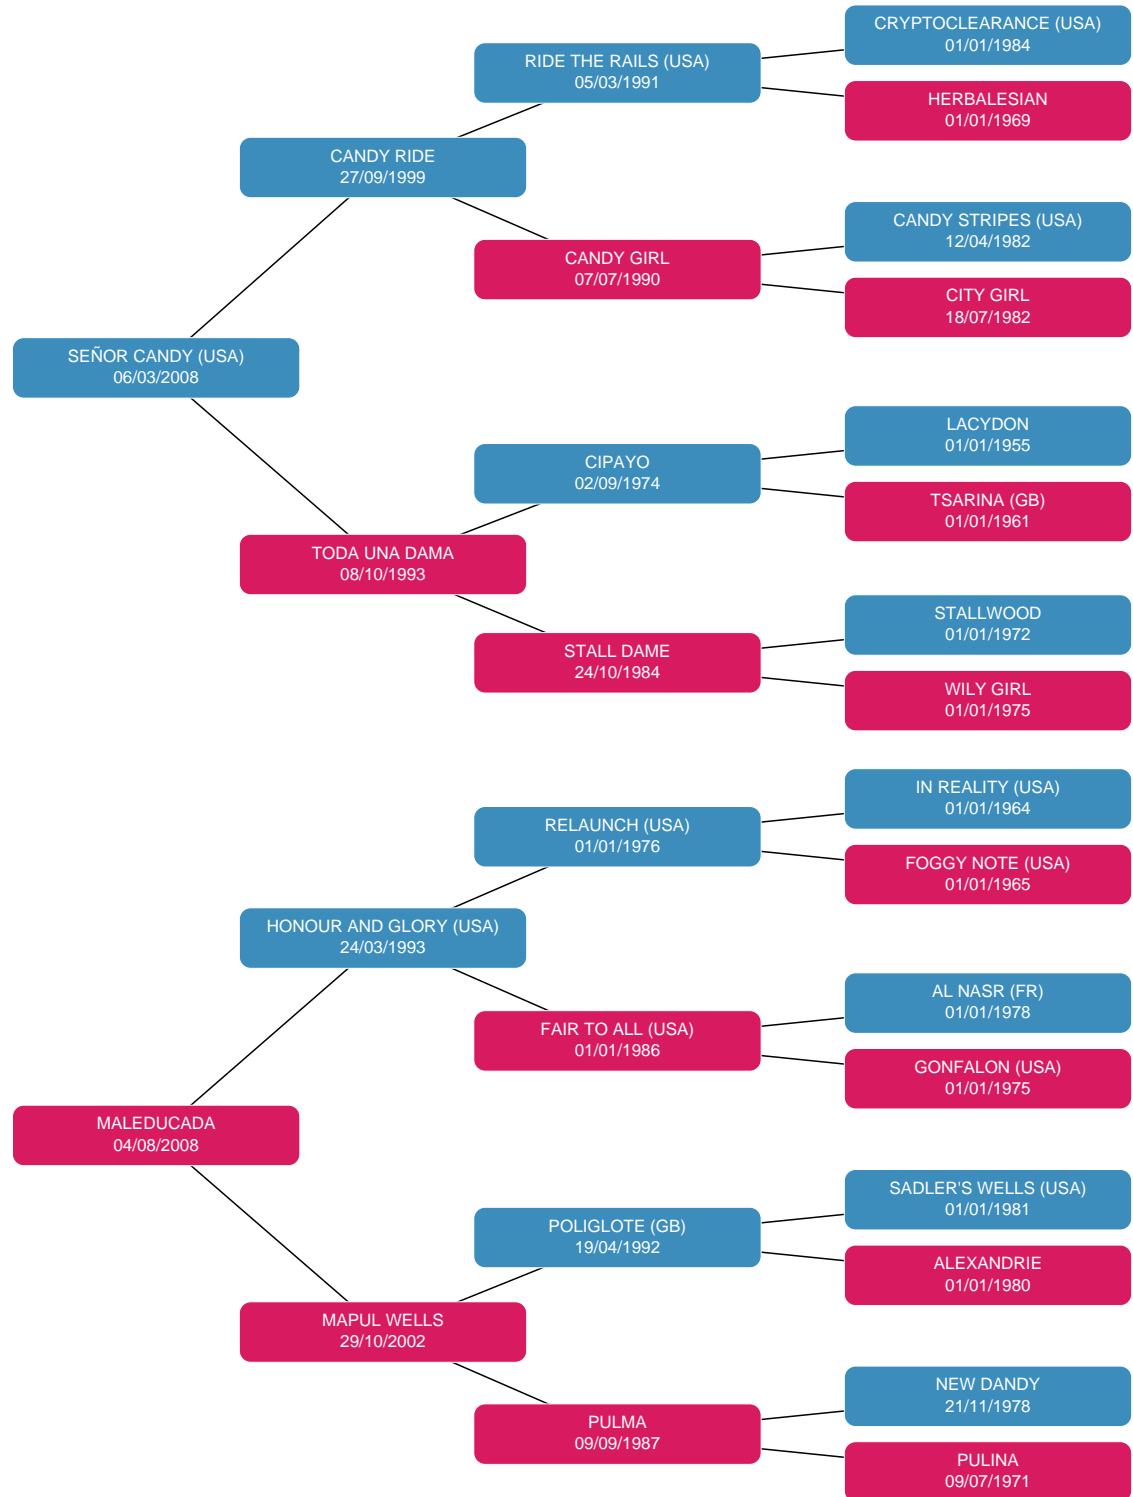 CRYPTOCLEARANCE (USA)
01/01/1984
RIDE THE RAILS (USA)
05/03/1991
HERBALESIAN
01/01/1969
CANDY RIDE
27/09/1999
CANDY STRIPES (USA)
12/04/1982
CANDY GIRL
07/07/1990
CITY GIRL
18/07/1982
SEÑOR CANDY (USA)
06/03/2008
LACYDON
01/01/1955
CIPAYO
02/09/1974
TSARINA (GB)
01/01/1961
TODA UNA DAMA
08/10/1993
STALLWOOD
01/01/1972
STALL DAME
24/10/1984
WILY GIRL
01/01/1975
IN REALITY (USA)
01/01/1964
RELAUNCH (USA)
01/01/1976
FOGGY NOTE (USA)
01/01/1965
HONOUR AND GLORY (USA)
24/03/1993
AL NASR (FR)
01/01/1978
FAIR TO ALL (USA)
01/01/1986
GONFALON (USA)
01/01/1975
MALEDUCADA
04/08/2008
SADLER'S WELLS (USA)
01/01/1981
POLIGLOTE (GB)
19/04/1992
ALEXANDRIE
01/01/1980
MAPUL WELLS
29/10/2002
NEW DANDY
21/11/1978
PULMA
09/09/1987
PULINA
09/07/1971